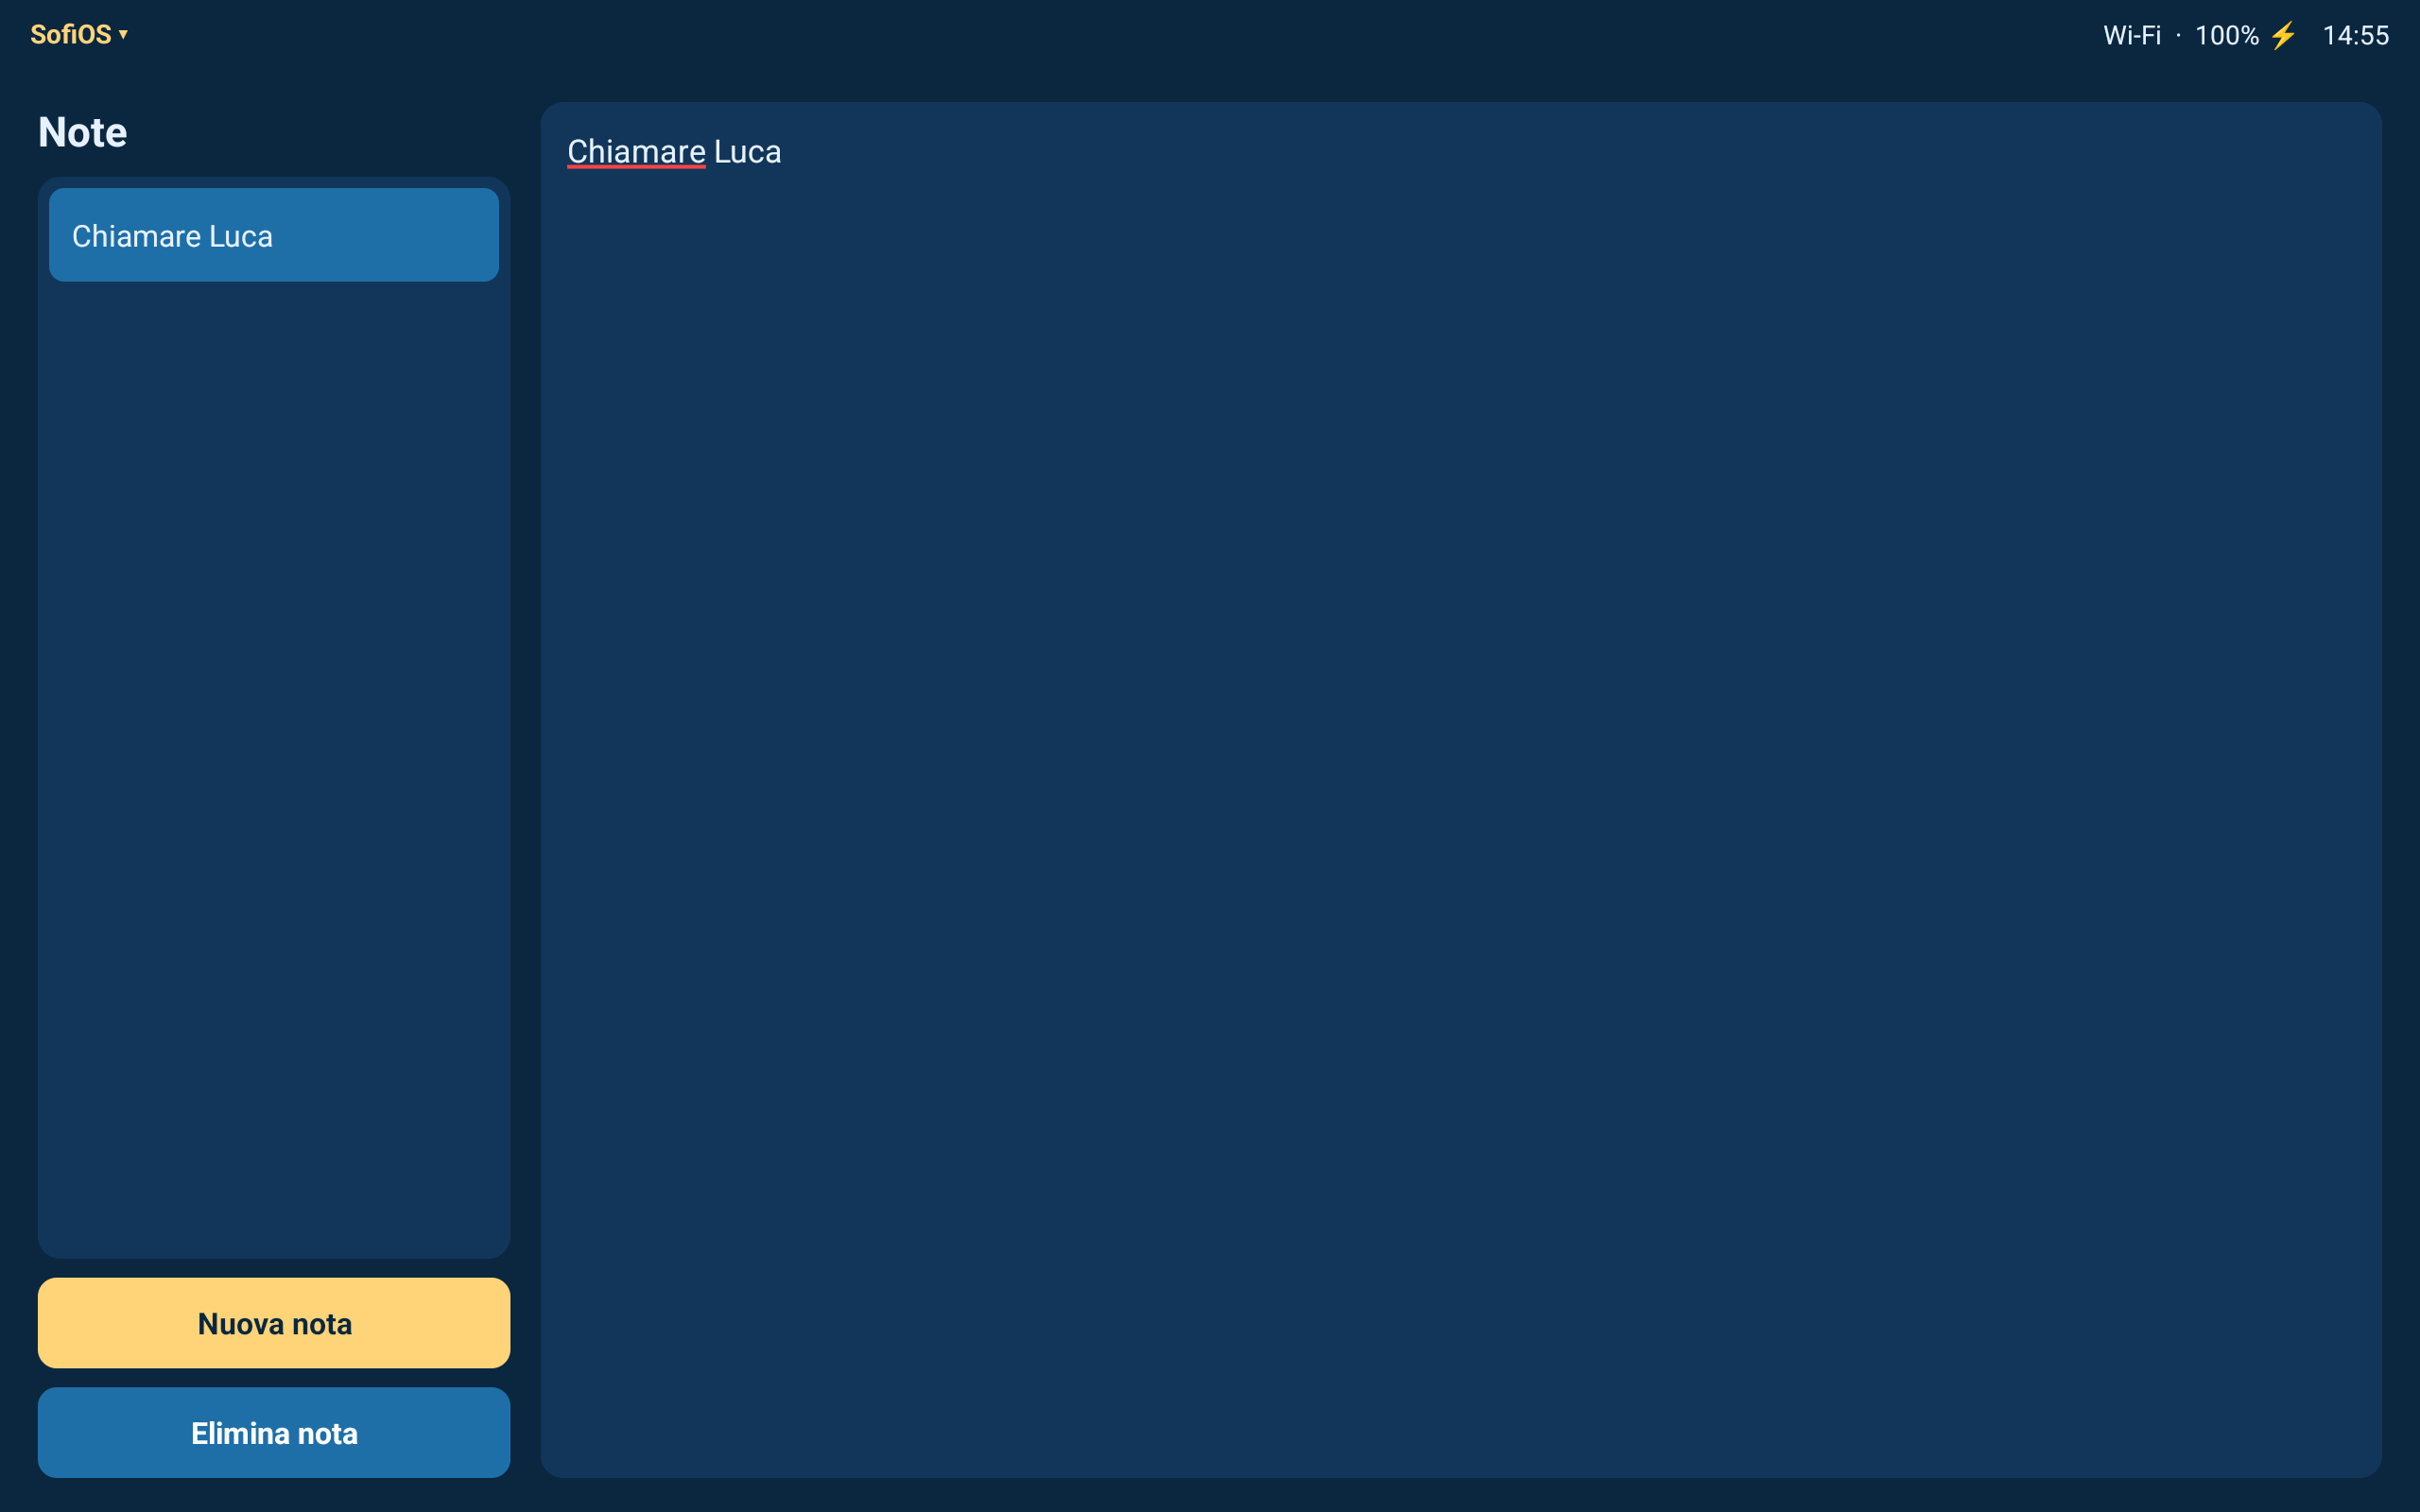 SofiOS ▾
Wi-Fi · 100% ⚡ 14:55
Note
Chiamare Luca
Nuova nota
Elimina nota
Chiamare Luca